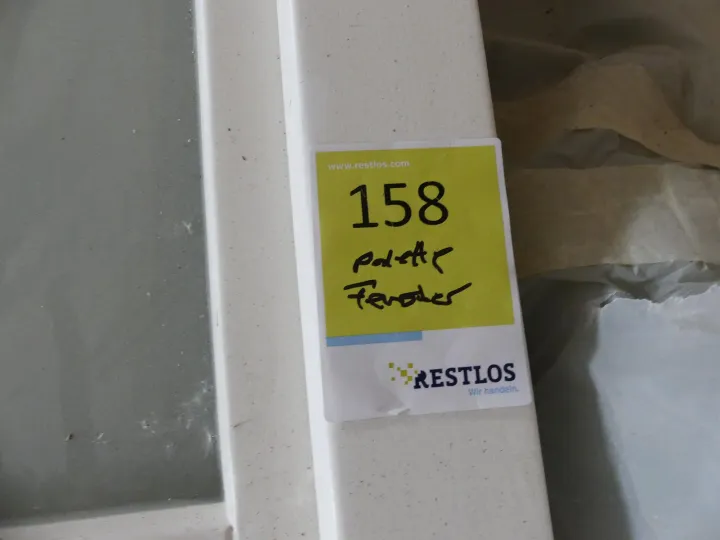 www.restlos.com
158
Palette
Fenster
RESTLOS
Wir handeln.